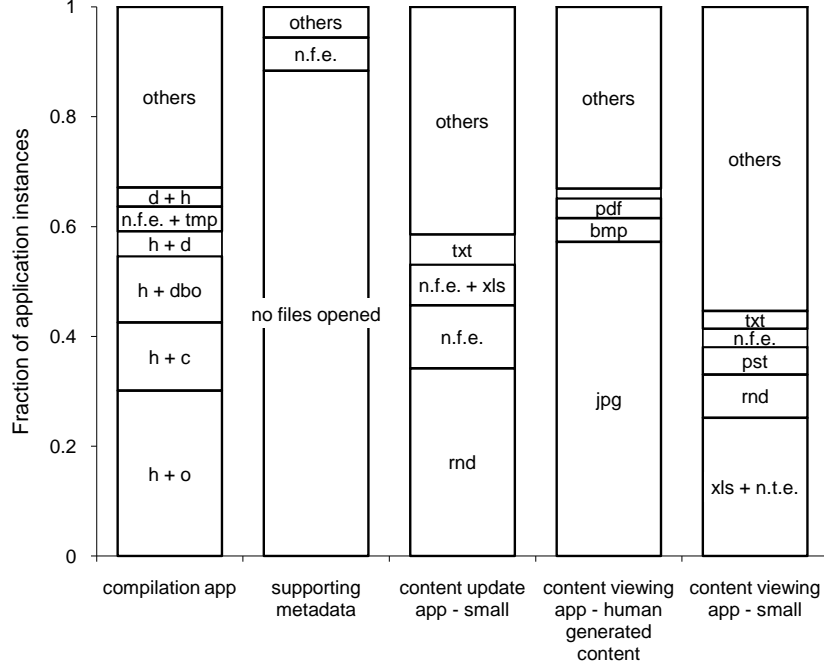 Fraction of application instances
1
0.8
0.6
0.4
0.2
0
others
d + h
n.f.e. + tmp
h + d
h + dbo
h + c
h + o
others
n.f.e.
no files opened
others
txt
n.f.e. + xls
n.f.e.
rnd
others
pdf
bmp
jpg
others
txt
n.f.e.
pst
rnd
xls + n.t.e.
compilation app
supporting
metadata
content update
app - small
content viewing
app - human
generated
content
content viewing
app - small